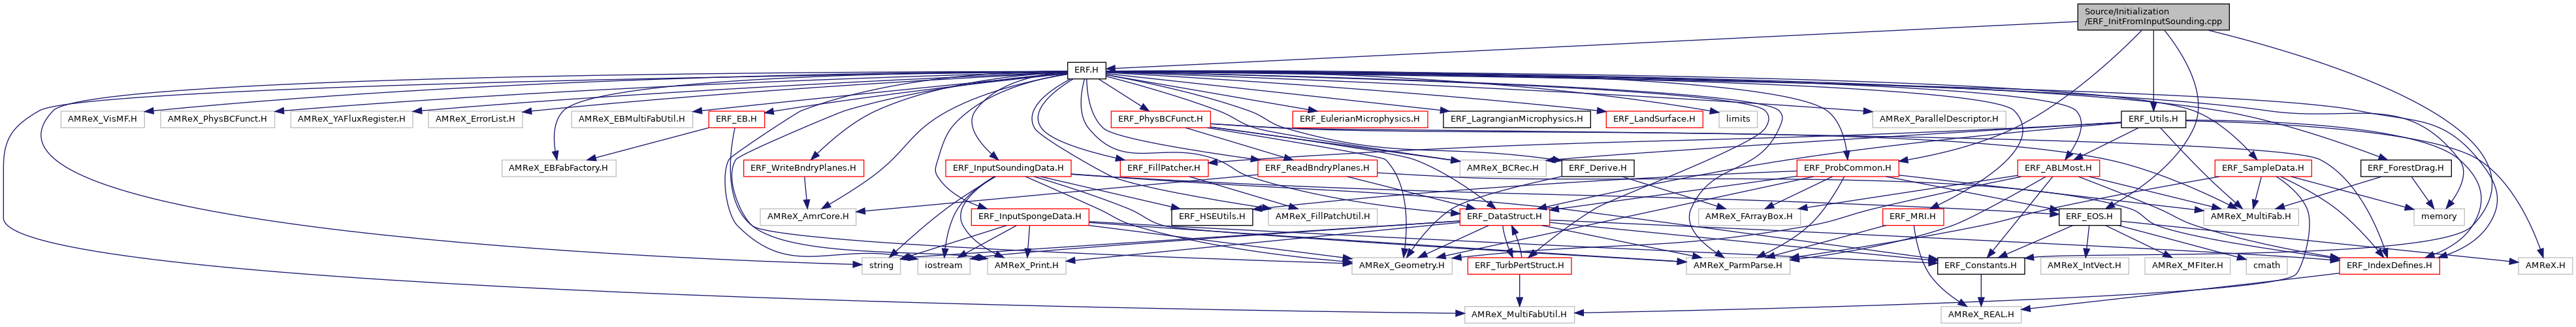 Source/Initialization
/ERF_InitFromInputSounding.cpp
ERF.H
AMReX_VisMF.H
AMReX_PhysBCFunct.H
AMReX_YAFluxRegister.H
AMReX_ErrorList.H
AMReX_EBMultiFabUtil.H
ERF_EB.H
ERF_PhysBCFunct.H
ERF_EulerianMicrophysics.H
ERF_LagrangianMicrophysics.H
ERF_LandSurface.H
limits
AMReX_ParallelDescriptor.H
ERF_Utils.H
AMReX_EBFabFactory.H
ERF_WriteBndryPlanes.H
ERF_InputSoundingData.H
ERF_FillPatcher.H
ERF_ReadBndryPlanes.H
AMReX_BCRec.H
ERF_Derive.H
ERF_ProbCommon.H
ERF_ABLMost.H
ERF_SampleData.H
ERF_ForestDrag.H
AMReX_AmrCore.H
ERF_InputSpongeData.H
ERF_HSEUtils.H
AMReX_FillPatchUtil.H
ERF_DataStruct.H
AMReX_FArrayBox.H
ERF_MRI.H
ERF_EOS.H
AMReX_MultiFab.H
memory
string
iostream
AMReX_Print.H
AMReX_Geometry.H
ERF_TurbPertStruct.H
AMReX_ParmParse.H
ERF_Constants.H
AMReX_IntVect.H
AMReX_MFIter.H
cmath
ERF_IndexDefines.H
AMReX.H
AMReX_MultiFabUtil.H
AMReX_REAL.H